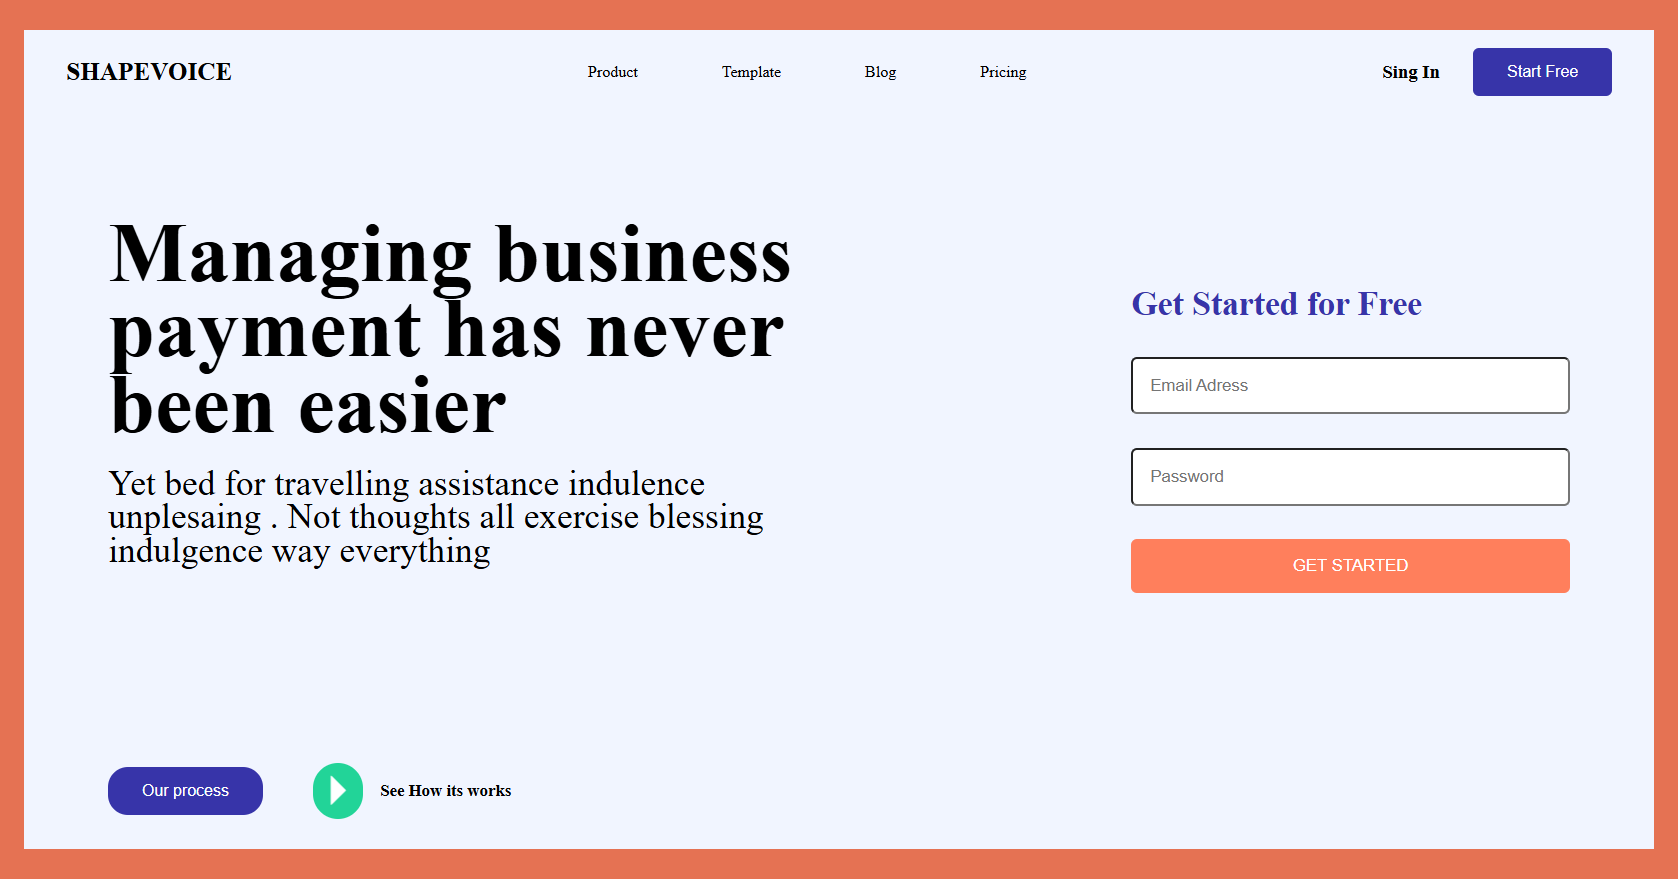 SHAPEVOICE
Product
Template
Blog
Pricing
Sing In
Start Free
Managing business
payment has never
been easier
Yet bed for travelling assistance indulence
unplesaing . Not thoughts all exercise blessing
indulgence way everything
Get Started for Free
Email Adress
Password
GET STARTED
Our process
See How its works